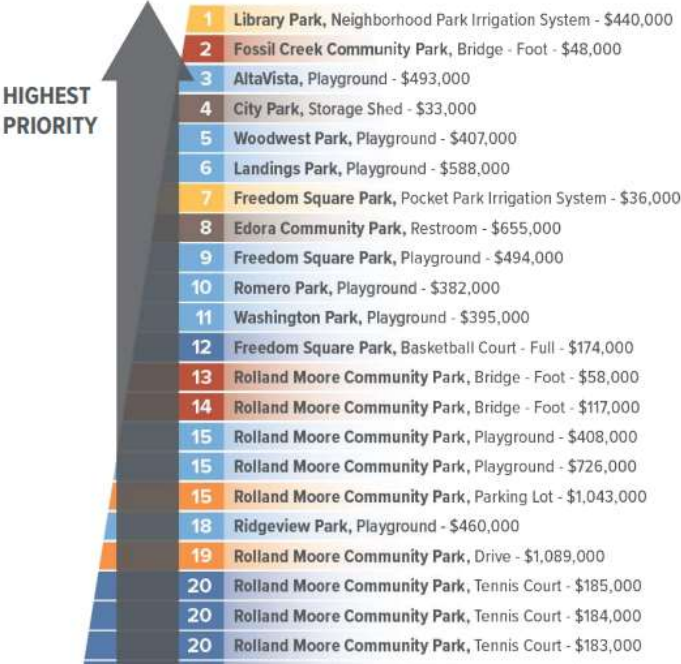 HIGHEST
PRIORITY
1 Library Park, Neighborhood Park Irrigation System - $440,000
2 Fossil Creek Community Park, Bridge - Foot - $48,000
3 AltaVista, Playground - $493,000
4 City Park, Storage Shed - $33,000
5 Woodwest Park, Playground - $407,000
6 Landings Park, Playground - $588,000
7 Freedom Square Park, Pocket Park Irrigation System - $36,000
8 Edora Community Park, Restroom - $655,000
9 Freedom Square Park, Playground - $494,000
10 Romero Park, Playground - $382,000
11 Washington Park, Playground - $395,000
12 Freedom Square Park, Basketball Court - Full - $174,000
13 Rolland Moore Community Park, Bridge - Foot - $58,000
14 Rolland Moore Community Park, Bridge - Foot - $117,000
15 Rolland Moore Community Park, Playground - $408,000
15 Rolland Moore Community Park, Playground - $726,000
15 Rolland Moore Community Park, Parking Lot - $1,043,000
18 Ridgeview Park, Playground - $460,000
19 Rolland Moore Community Park, Drive - $1,089,000
20 Rolland Moore Community Park, Tennis Court - $185,000
20 Rolland Moore Community Park, Tennis Court - $184,000
20 Rolland Moore Community Park, Tennis Court - $183,000